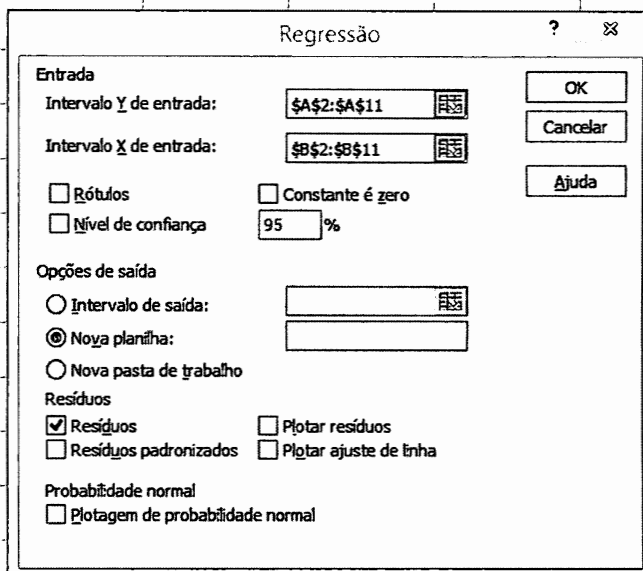 Regressão ?
Entrada
Intervalo Y de entrada: $A$2:$A$11 OK
Cancelar
Intervalo X de entrada: $B$2:$B$11
Ajuda
Rótulos Constante é zero
Nível de confiança 95 %
Opções de saída
Intervalo de saída:
Nova planilha:
Nova pasta de trabalho
Resíduos
Resíduos Plotar resíduos
Resíduos padronizados Plotar ajuste de linha
Probabilidade normal
Plotagem de probabilidade normal